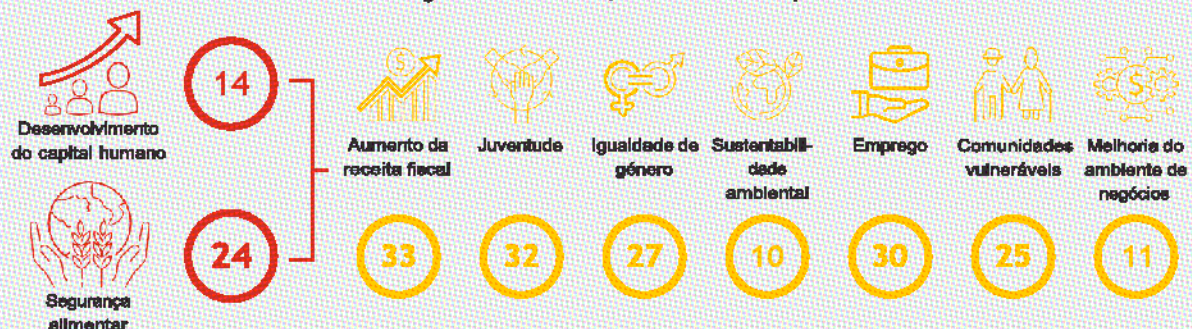 14
Desenvolvimento
do capital humano
24
Segurança
alimentar
$
Aumento da
receita fiscal
33
Juventude
32
Igualdade de
género
27
Sustentabili-
dade
ambiental
10
Emprego
30
Comunidades
vulneráveis
25
$
Melhoria do
ambiente de
negócios
11